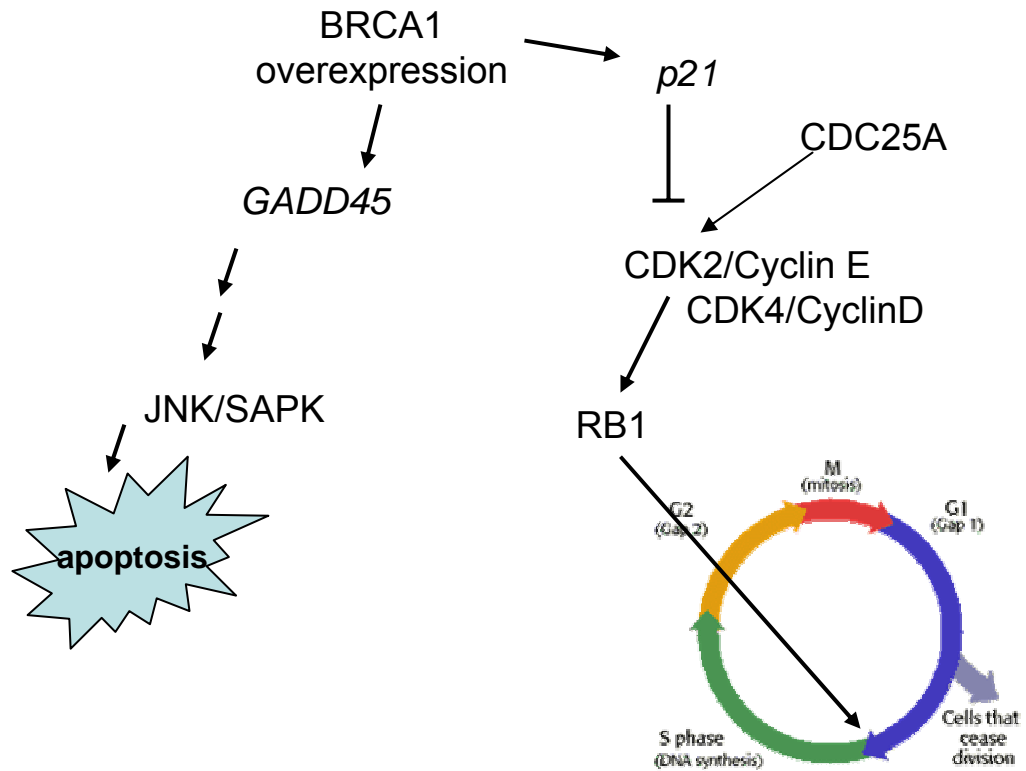 BRCA1
overexpression
p21
CDC25A
GADD45
CDK2/Cyclin E
CDK4/CyclinD
JNK/SAPK
RB1
apoptosis
M
(mitosis)
G2
(Gap 2)
G1
(Gap 1)
S phase
(DNA synthesis)
Cells that
cease
division